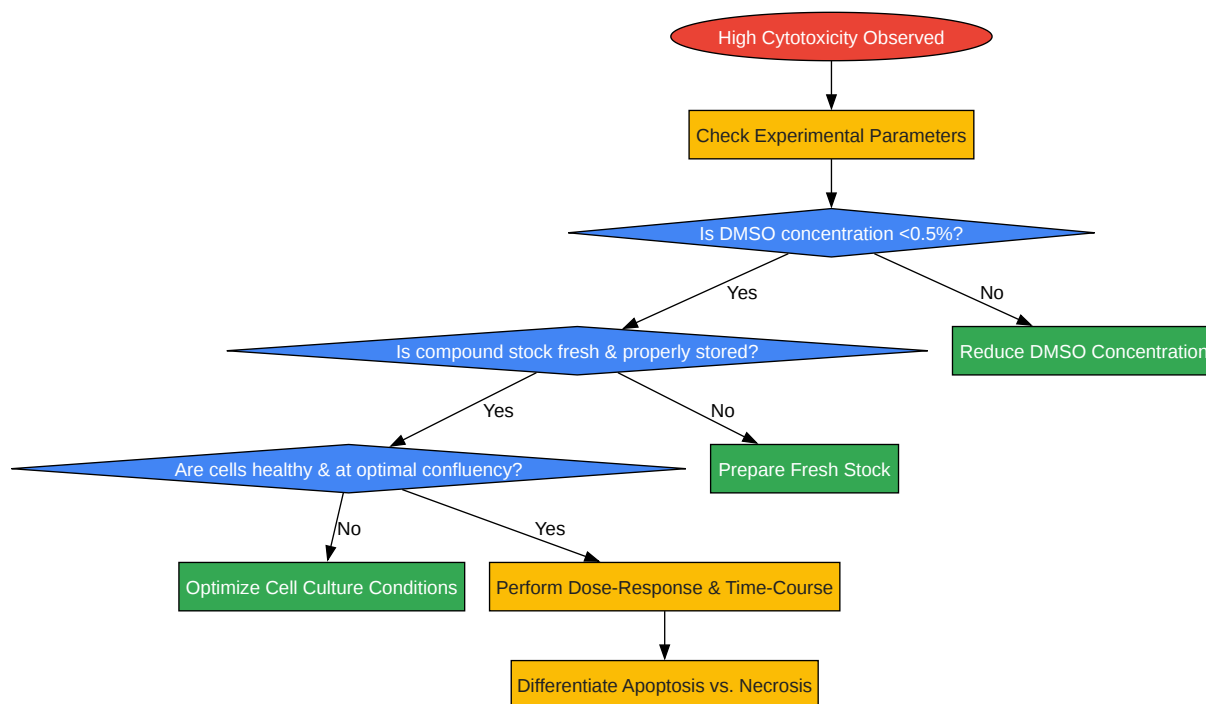 High Cytotoxicity Observed
Check Experimental Parameters
Is DMSO concentration <0.5%?
Yes
No
Is compound stock fresh & properly stored?
Reduce DMSO Concentration
Yes
No
Are cells healthy & at optimal confluency?
Prepare Fresh Stock
No
Yes
Optimize Cell Culture Conditions
Perform Dose-Response & Time-Course
Differentiate Apoptosis vs. Necrosis